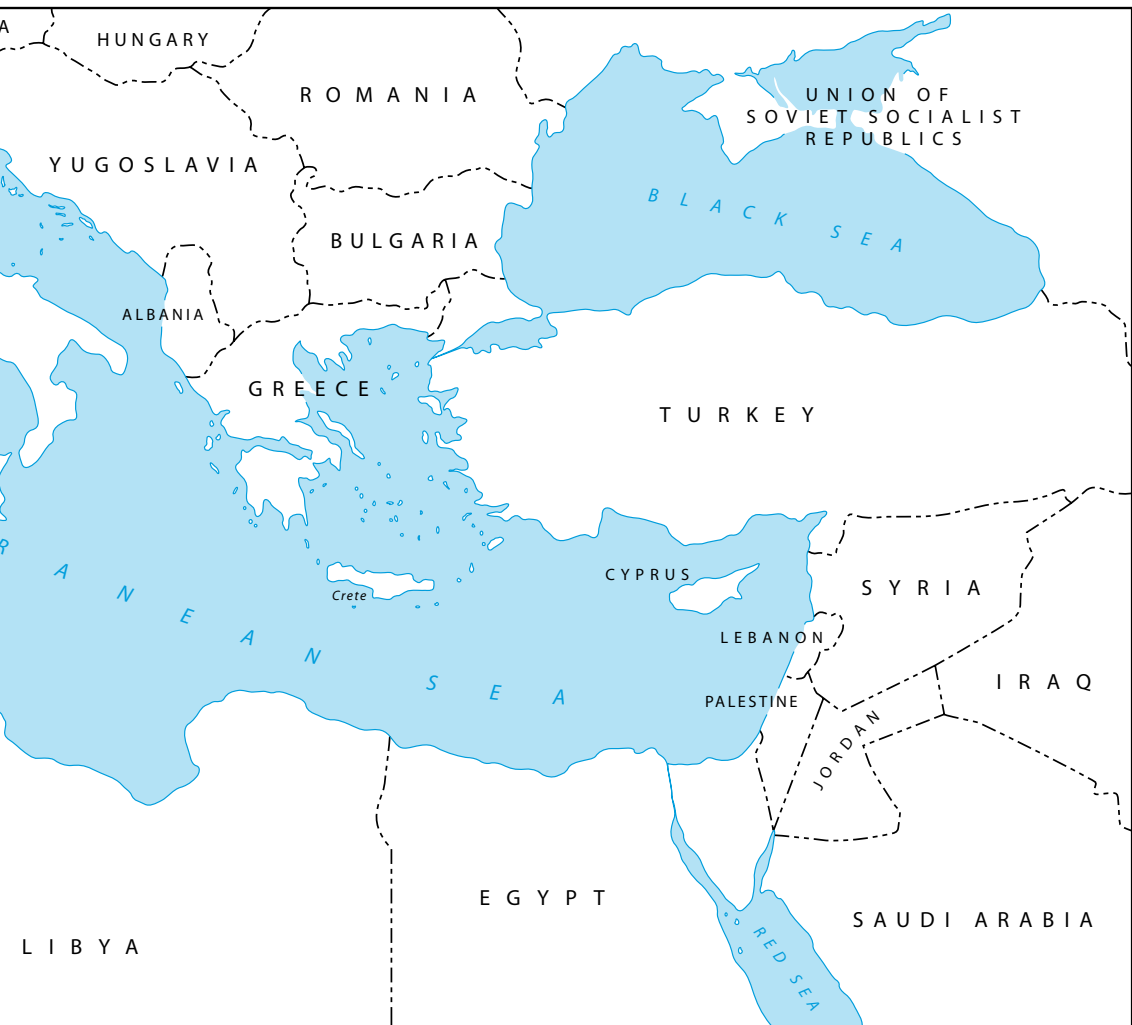 A
HUNGARY
ROMANIA
UNION OF
SOVIET SOCIALIST
REPUBLICS
YUGOSLAVIA
BLACK SEA
BULGARIA
ALBANIA
GREECE
TURKEY
RANEAN SEA
CYPRUS
Crete
SYRIA
LEBANON
IRAQ
PALESTINE
JORDAN
EGYPT
SAUDI ARABIA
LIBYA
RED SEA